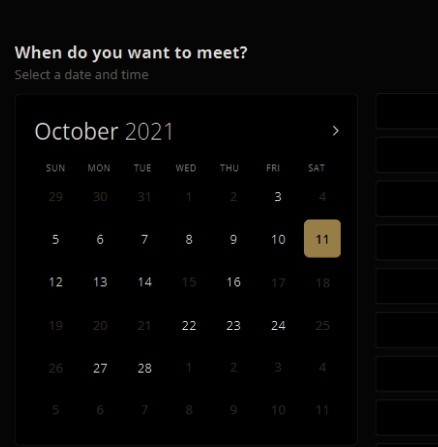 When do you want to meet?
Select a date and time
October 2021
SUN MON TUE WED THU FRI SAT
29 30 31 1 2 3 4
5 6 7 8 9 10 11
12 13 14 15 16 17 18
19 20 21 22 23 24 25
26 27 28 1 2 3 4
5 6 7 8 9 10 11